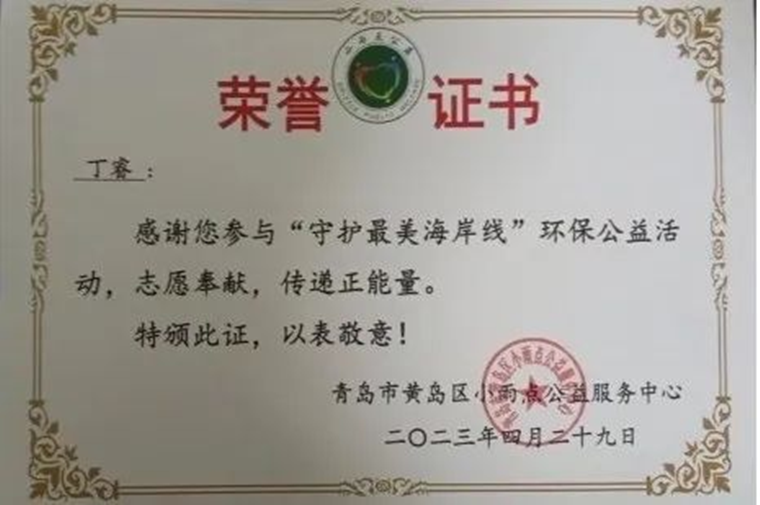 荣誉证书
丁睿：
感谢您参与“守护最美海岸线”环保公益活
动，志愿奉献，传递正能量。
特颁此证，以表敬意！
青岛市黄岛区小雨点公益服务中心
二〇二三年四月二十九日